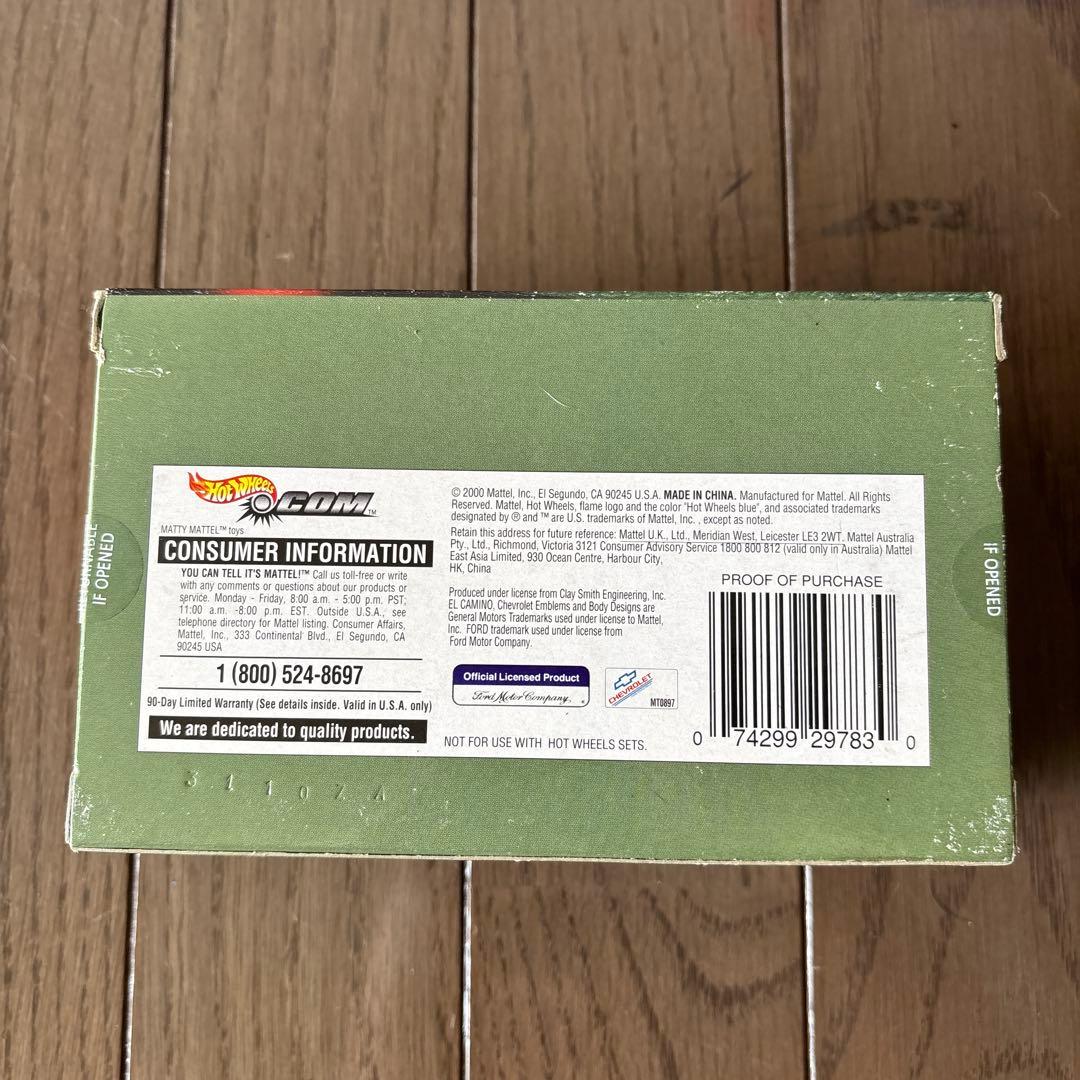 HOT WHEELS.COM™
MATTY MATTEL™ toys
CONSUMER INFORMATION
YOU CAN TELL IT'S MATTEL!™ Call us toll-free or write
with any comments or questions about our products or
service. Monday - Friday, 8:00 a.m. - 5:00 p.m. PST;
11:00 a.m. -8:00 p.m. EST. Outside U.S.A., see
telephone directory for Mattel listing. Consumer Affairs,
Mattel, Inc., 333 Continental Blvd., El Segundo, CA
90245 USA
1 (800) 524-8697
90-Day Limited Warranty (See details inside. Valid in U.S.A. only)
We are dedicated to quality products.
© 2000 Mattel, Inc., El Segundo, CA 90245 U.S.A. MADE IN CHINA. Manufactured for Mattel. All Rights
Reserved. Mattel, Hot Wheels, flame logo and the color "Hot Wheels blue", and associated trademarks
designated by ® and ™ are U.S. trademarks of Mattel, Inc. , except as noted.
Retain this address for future reference: Mattel U.K., Ltd., Meridian West, Leicester LE3 2WT, Mattel Australia
Pty., Ltd., Richmond, Victoria 3121 Consumer Advisory Service 1800 800 812 (valid only in Australia) Mattel
East Asia Limited, 930 Ocean Centre, Harbour City,
HK, China
Produced under license from Clay Smith Engineering, Inc.
EL CAMINO, Chevrolet Emblems and Body Designs are
General Motors Trademarks used under license to Mattel,
Inc. FORD trademark used under license from
Ford Motor Company.
Official Licensed Product
Ford Motor Company.
CHEVROLET
MT0897
NOT FOR USE WITH HOT WHEELS SETS.
PROOF OF PURCHASE
0 74299 29783 0
IF OPENED
IF OPENED